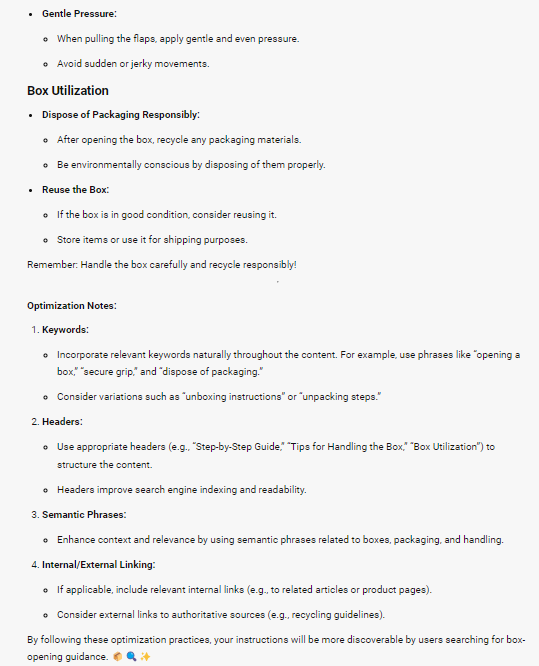 • Gentle Pressure:
o When pulling the flaps, apply gentle and even pressure.
o Avoid sudden or jerky movements.
Box Utilization
• Dispose of Packaging Responsibly:
o After opening the box, recycle any packaging materials.
o Be environmentally conscious by disposing of them properly.
• Reuse the Box:
o If the box is in good condition, consider reusing it.
o Store items or use it for shipping purposes.
Remember: Handle the box carefully and recycle responsibly!
Optimization Notes:
1. Keywords:
o Incorporate relevant keywords naturally throughout the content. For example, use phrases like “opening a
box,” “secure grip,” and “dispose of packaging.”
o Consider variations such as “unboxing instructions” or “unpacking steps.”
2. Headers:
o Use appropriate headers (e.g., “Step-by-Step Guide,” “Tips for Handling the Box,” “Box Utilization”) to
structure the content.
o Headers improve search engine indexing and readability.
3. Semantic Phrases:
o Enhance context and relevance by using semantic phrases related to boxes, packaging, and handling.
4. Internal/External Linking:
o If applicable, include relevant internal links (e.g., to related articles or product pages).
o Consider external links to authoritative sources (e.g., recycling guidelines).
By following these optimization practices, your instructions will be more discoverable by users searching for box-
opening guidance. 📦🔍✨